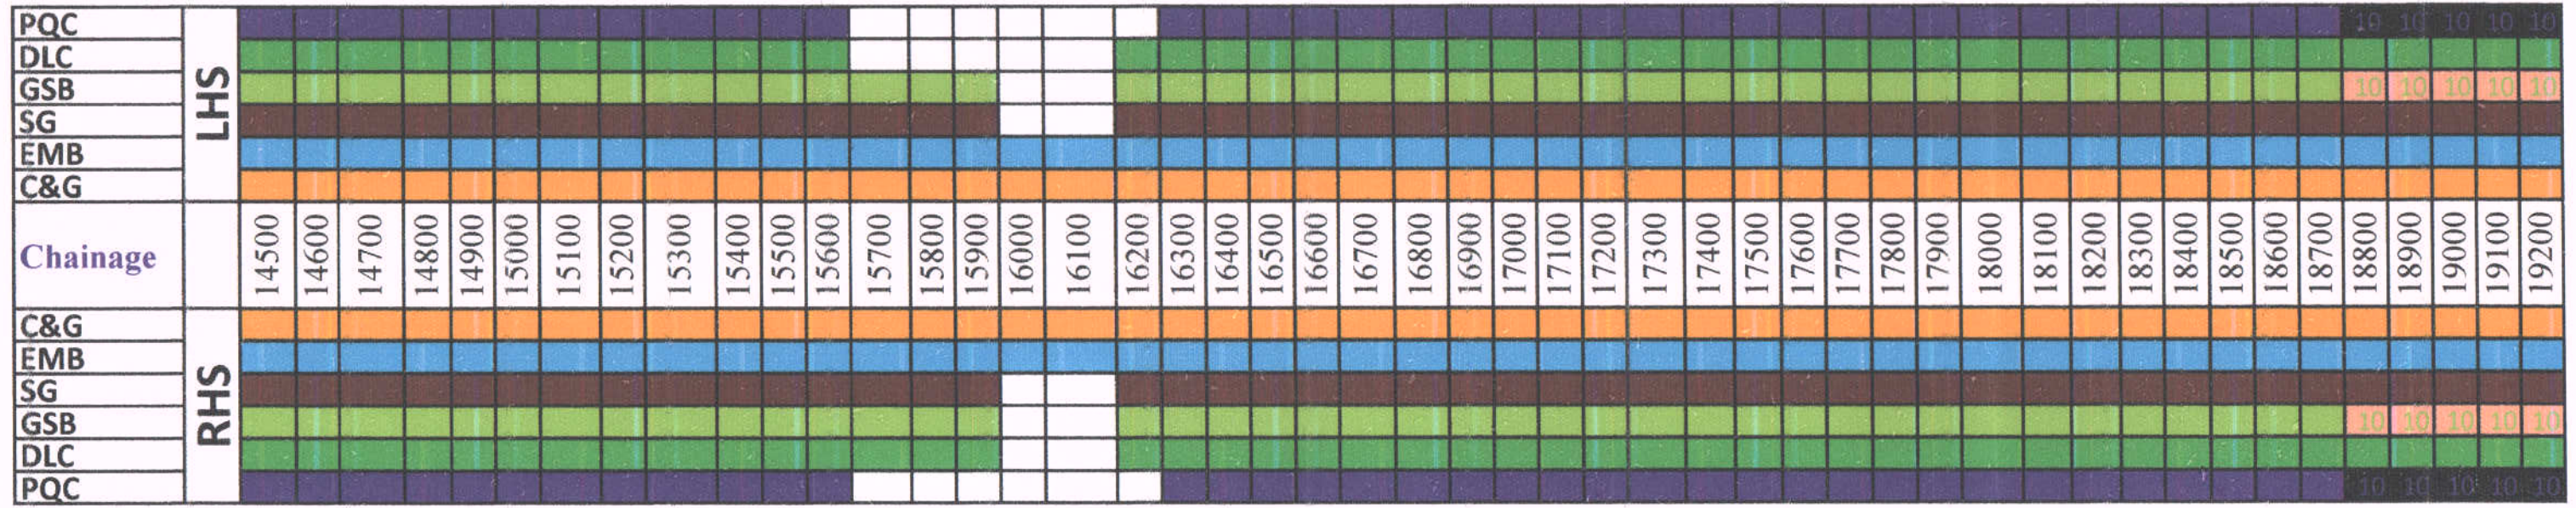 PQC 10 10 10 10 10
DLC
GSB 10 10 10 10 10
SG
EMB
C&G
LHS
Chainage 14500 14600 14700 14800 14900 15000 15100 15200 15300 15400 15500 15600 15700 15800 15900 16000 16100 16200 16300 16400 16500 16600 16700 16800 16900 17000 17100 17200 17300 17400 17500 17600 17700 17800 17900 18000 18100 18200 18300 18400 18500 18600 18700 18800 18900 19000 19100 19200
RHS
C&G
EMB
SG
GSB 10 10 10 10 10
DLC
PQC 10 10 10 10 10